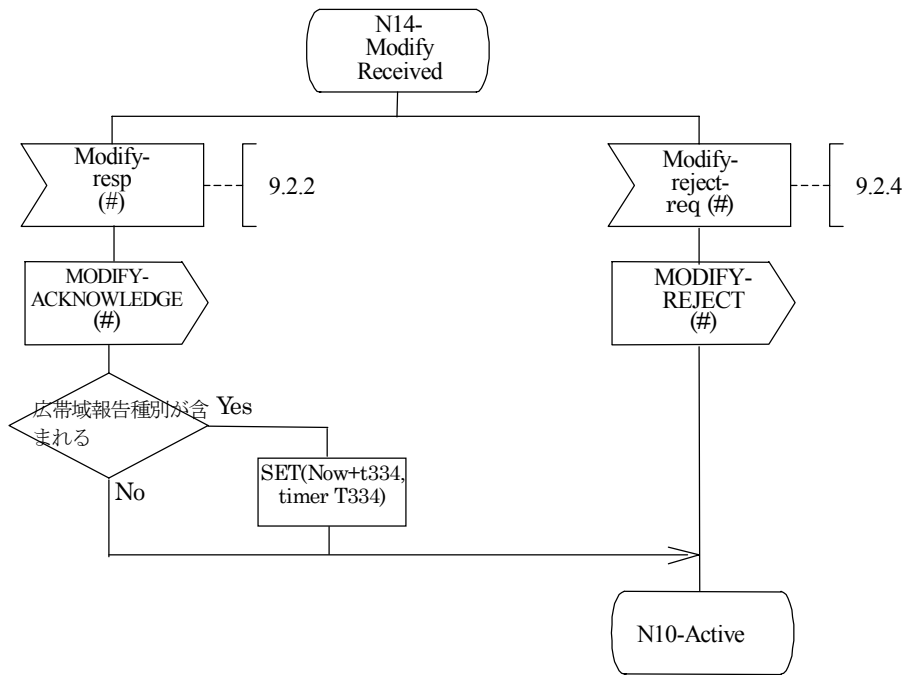 N14-
Modify
Received
Modify-
resp
(#)
9.2.2
Modify-
reject-
req (#)
9.2.4
MODIFY-
ACKNOWLEDGE
(#)
MODIFY-
REJECT
(#)
広帯域報告種別が含
まれる
Yes
No
SET(Now+t334,
timer T334)
N10-Active